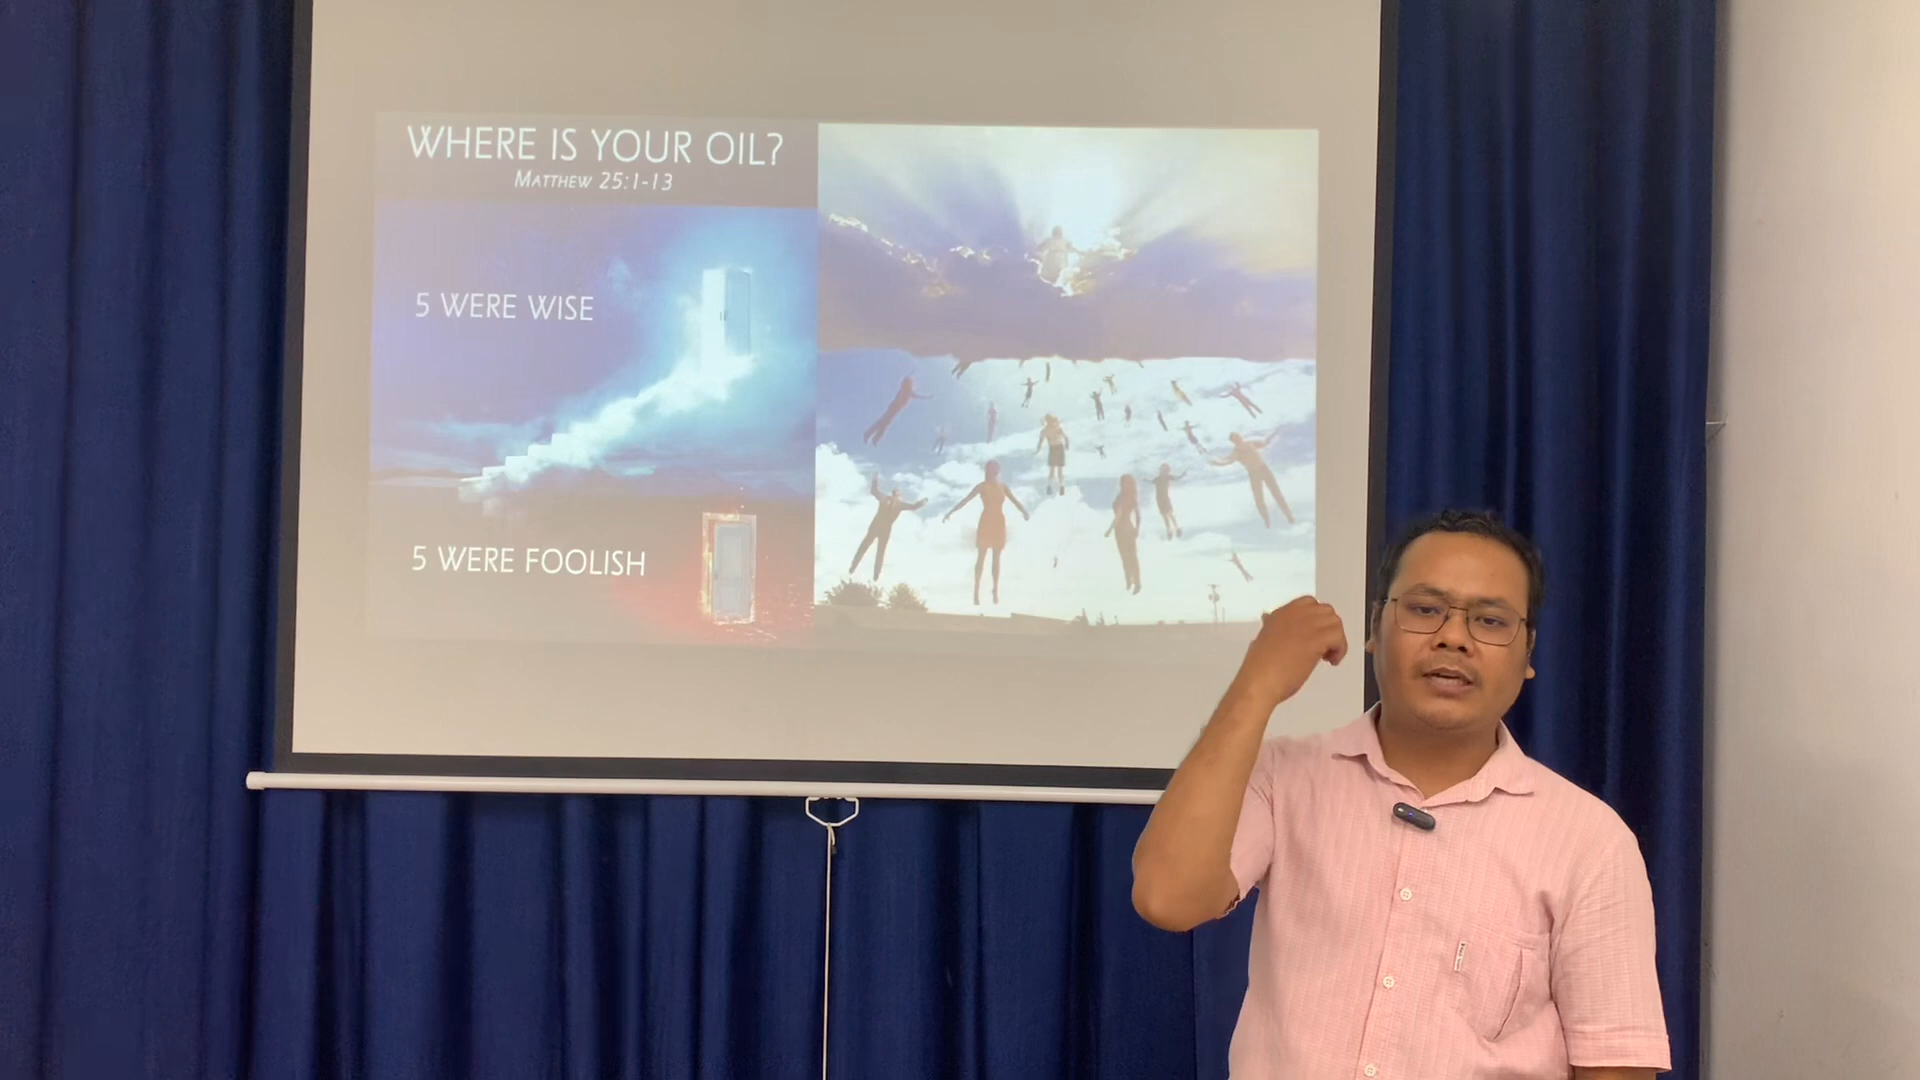 WHERE IS YOUR OIL?
MATTHEW 25:1-13
5 WERE WISE
5 WERE FOOLISH